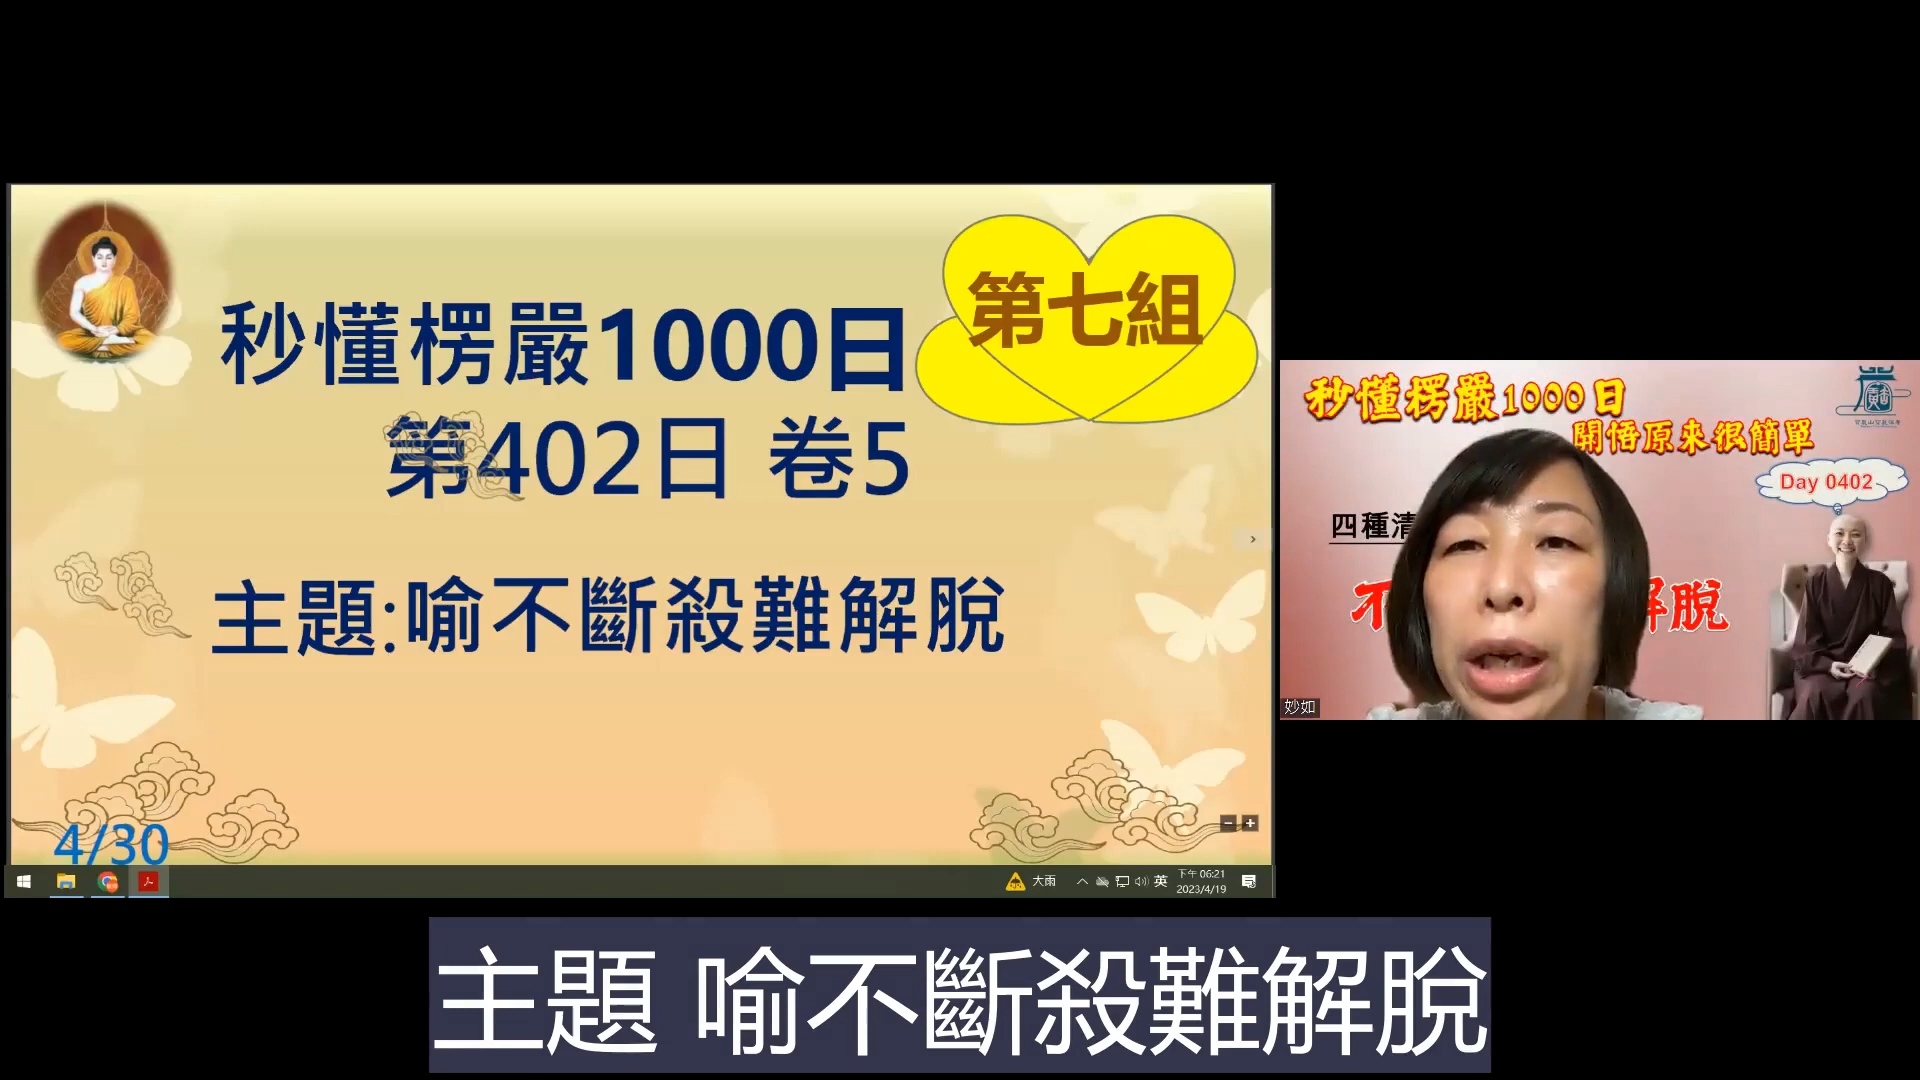 第七組
秒懂楞嚴1000日
第402日 卷5
主題:喻不斷殺難解脫
4/30
大雨
英
下午 06:21
2023/4/19
秒懂楞嚴1000日
開悟原來很簡單
Day 0402
四種清
不
解脫
妙如
主題 喻不斷殺難解脫